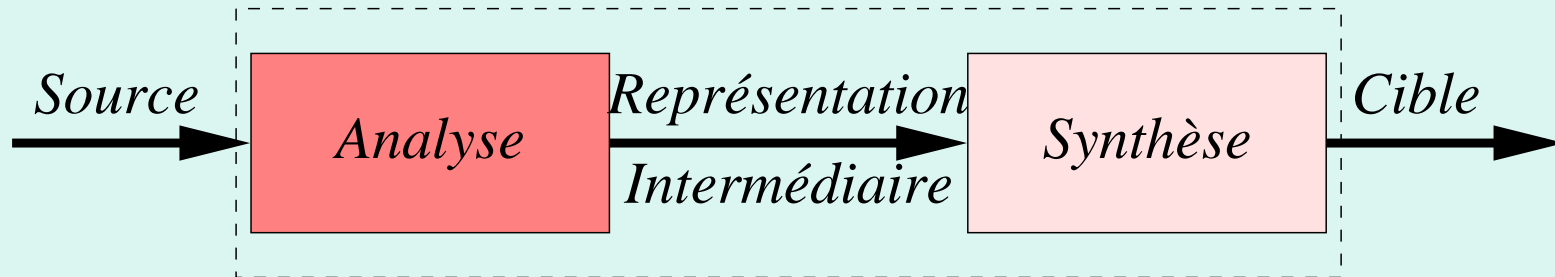 Source
Analyse
Représentation
Intermédiaire
Synthèse
Cible